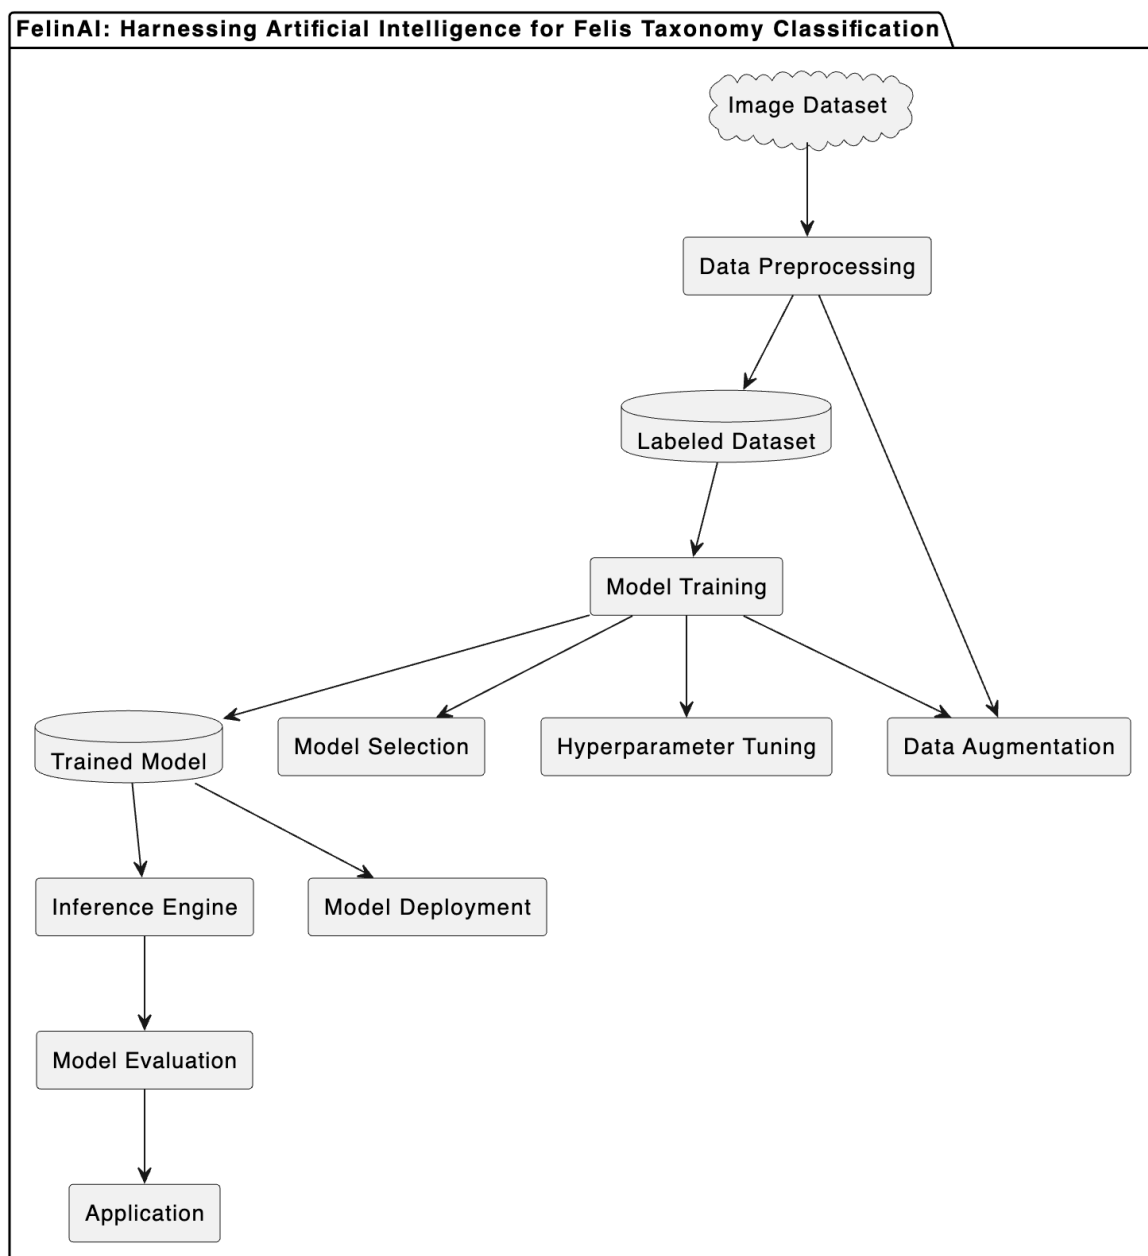 FelinAI: Harnessing Artificial Intelligence for Felis Taxonomy Classification
Image Dataset
Data Preprocessing
Labeled Dataset
Model Training
Trained Model
Model Selection
Hyperparameter Tuning
Data Augmentation
Inference Engine
Model Deployment
Model Evaluation
Application